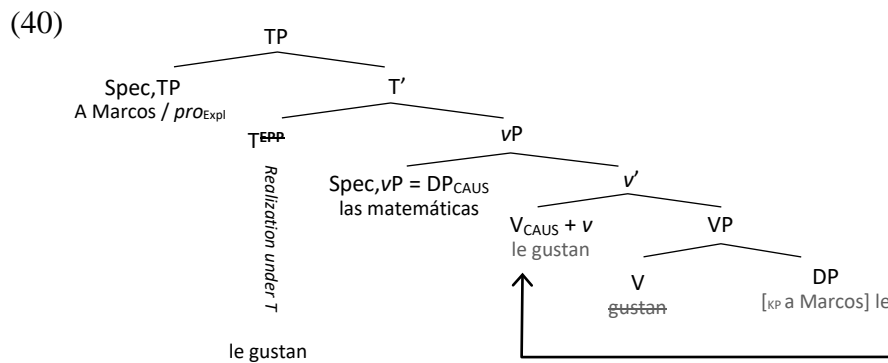 (40)
TP
Spec,TP
A Marcos / proExpl
T’
TEPP
vP
Realization under T
Spec,vP = DPCAUS
las matemáticas
v’
VCAUS + v
le gustan
VP
V
gustan
DP
[KP a Marcos] le
le gustan